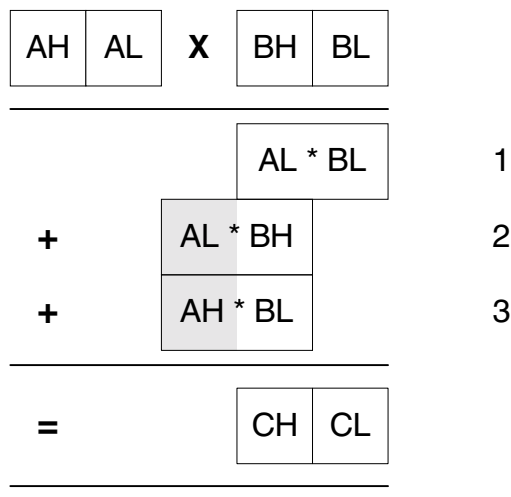 AH AL X BH BL
AL * BL 1
+ AL * BH 2
+ AH * BL 3
= CH CL